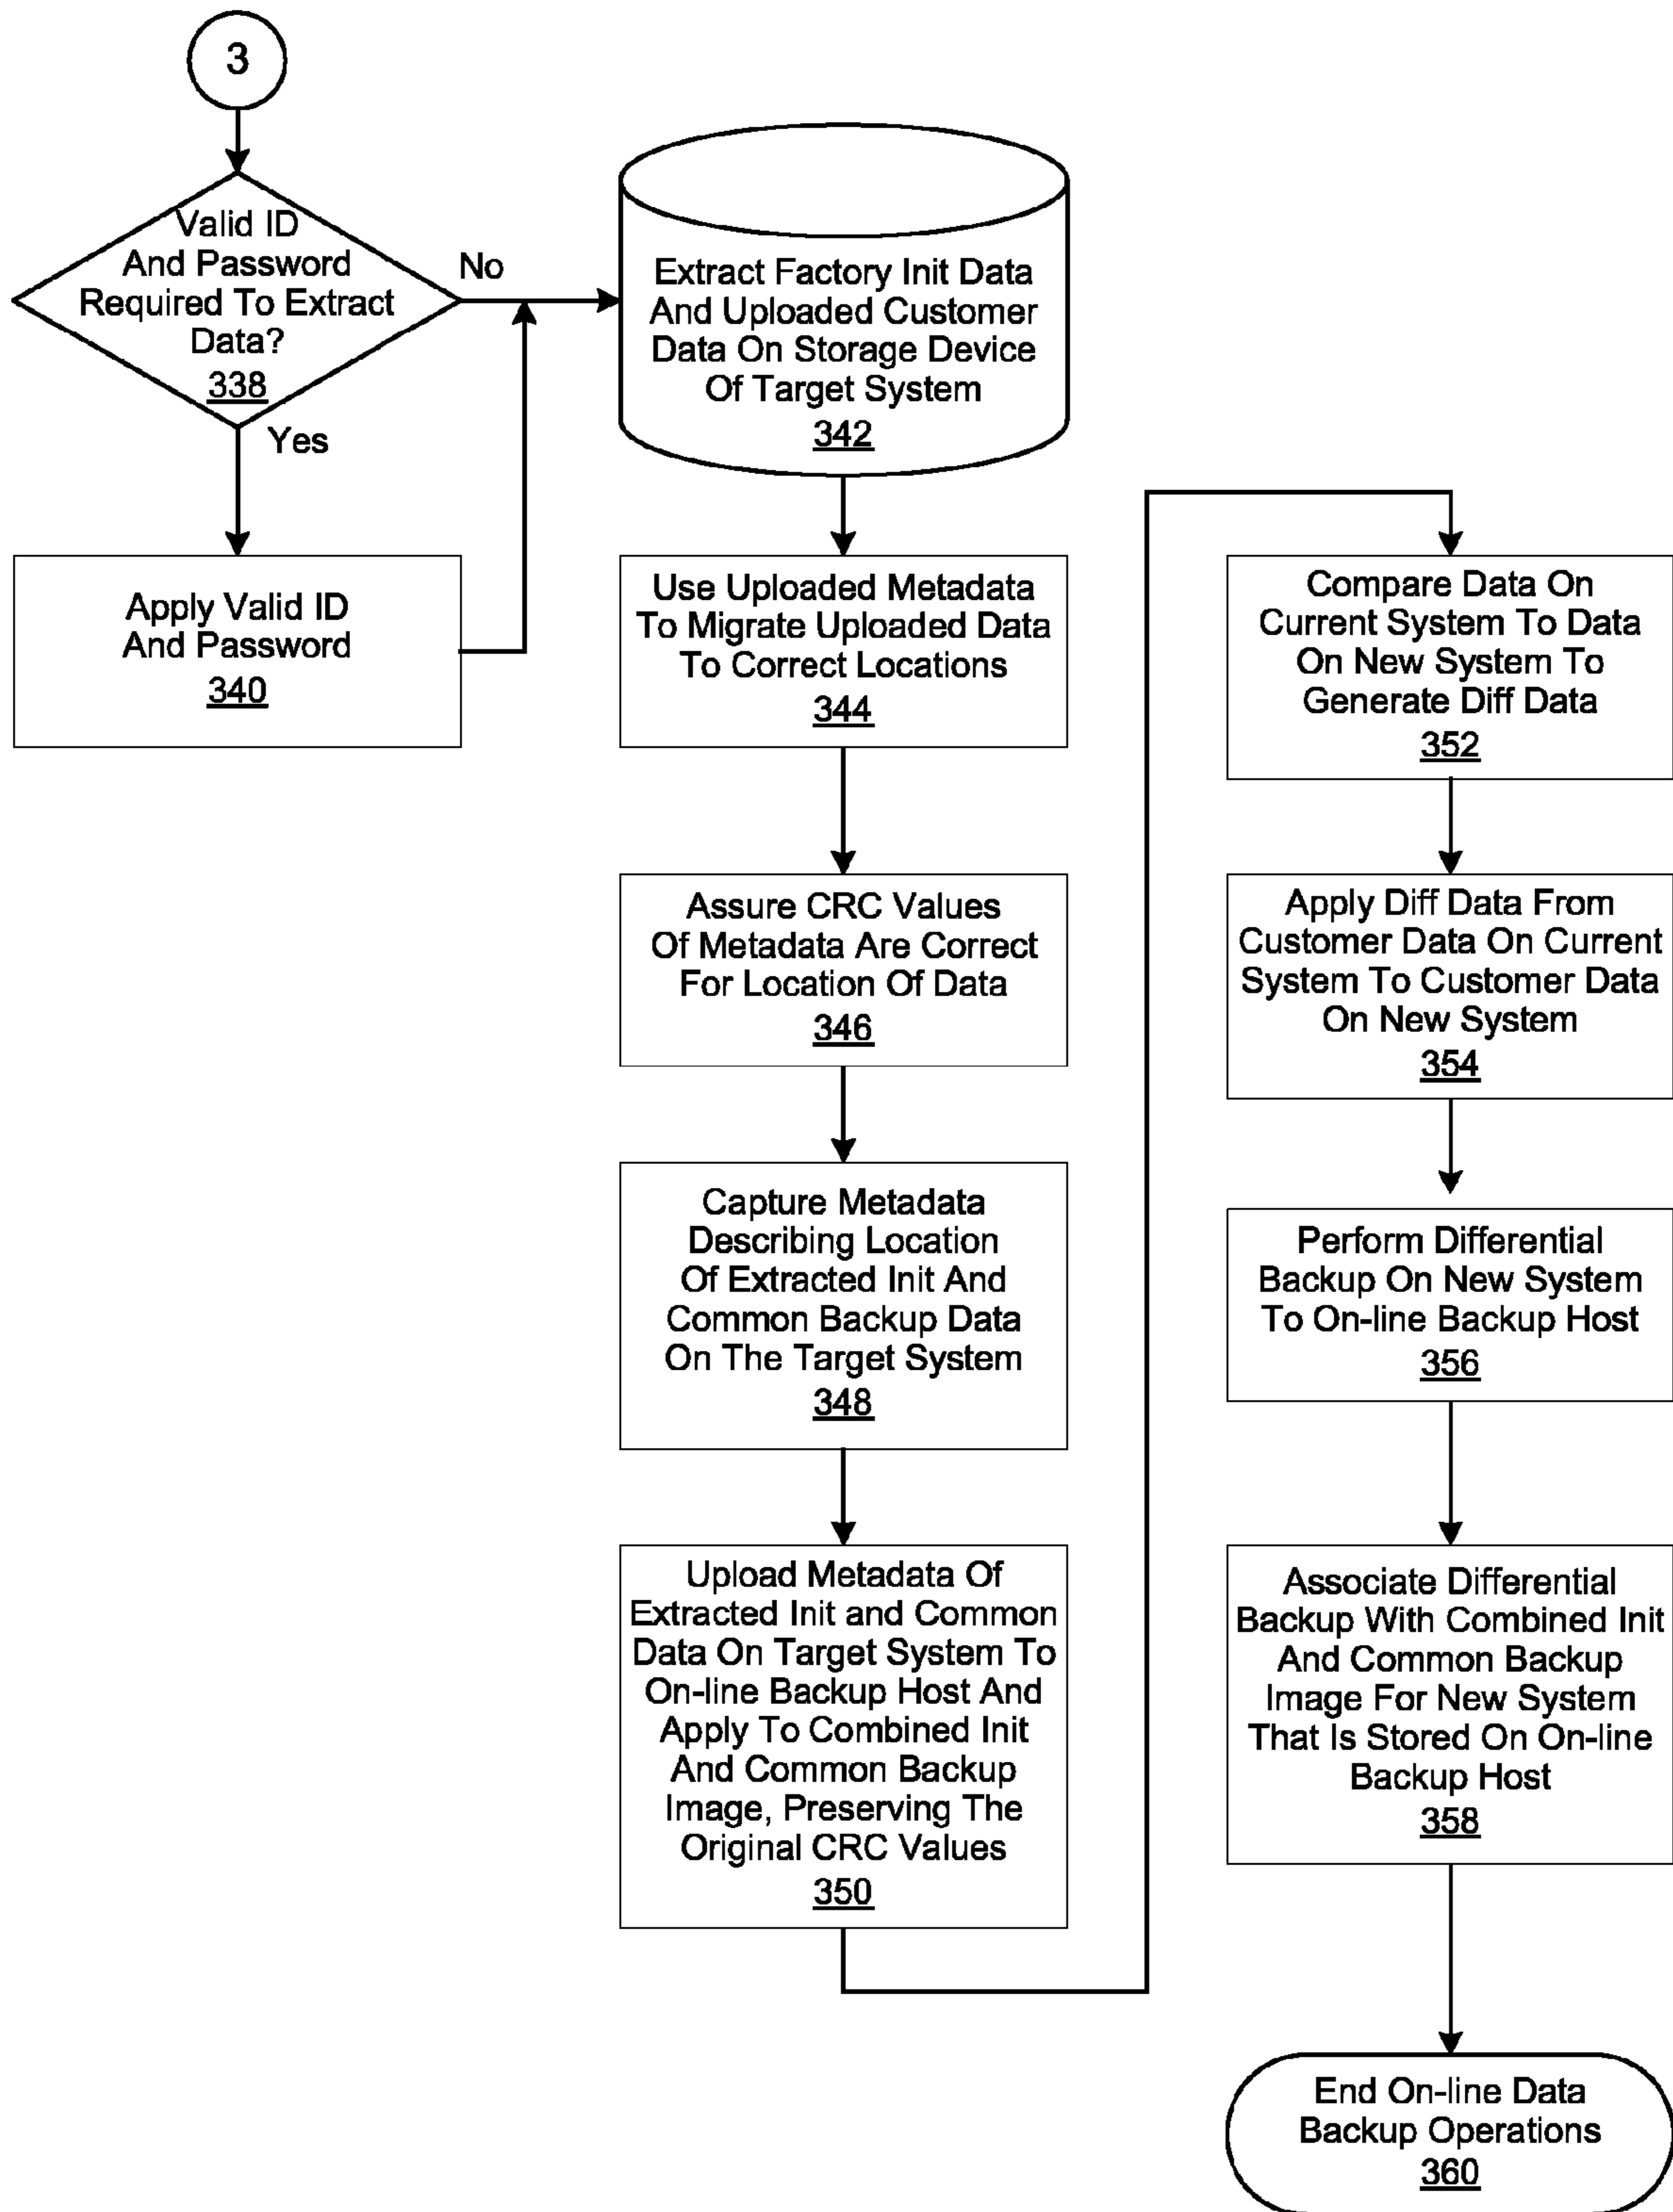 3
Valid ID
And Password
Required To Extract
Data?
338
No
Yes
Apply Valid ID
And Password
340
Extract Factory Init Data
And Uploaded Customer
Data On Storage Device
Of Target System
342
Use Uploaded Metadata
To Migrate Uploaded Data
To Correct Locations
344
Assure CRC Values
Of Metadata Are Correct
For Location Of Data
346
Capture Metadata
Describing Location
Of Extracted Init And
Common Backup Data
On The Target System
348
Upload Metadata Of
Extracted Init and Common
Data On Target System To
On-line Backup Host And
Apply To Combined Init
And Common Backup
Image, Preserving The
Original CRC Values
350
Compare Data On
Current System To Data
On New System To
Generate Diff Data
352
Apply Diff Data From
Customer Data On Current
System To Customer Data
On New System
354
Perform Differential
Backup On New System
To On-line Backup Host
356
Associate Differential
Backup With Combined Init
And Common Backup
Image For New System
That Is Stored On On-line
Backup Host
358
End On-line Data
Backup Operations
360